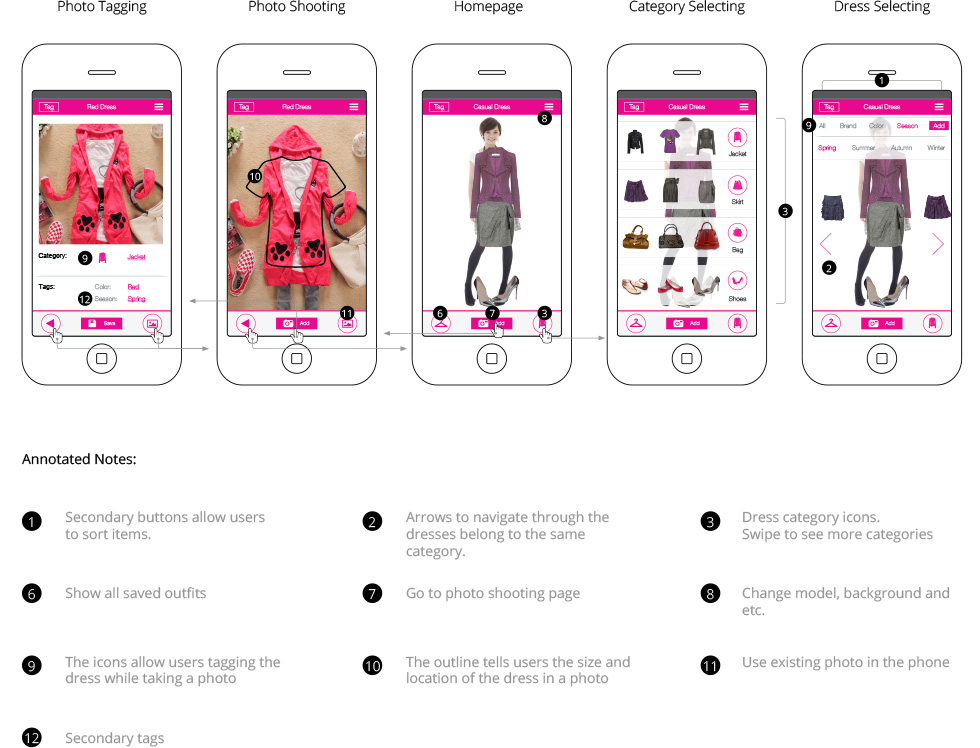 Photo Tagging
Photo Shooting
Homepage
Category Selecting
Dress Selecting
Tag Red Dress
Category: 9 Jacket
Tags: Color: Red
12 Season: Spring
Save
Tag Red Dress
10
11
Add
Tag Casual Dress
8
6 7 3
Add
Tag Casual Dress
Jacket
Skirt
Bag
Shoes
Add
3
1
Tag Casual Dress
9 All Brand Color Season Add
Spring Summer Autumn Winter
2
Add
Annotated Notes:
1 Secondary buttons allow users
to sort items.
2 Arrows to navigate through the
dresses belong to the same
category.
3 Dress category icons.
Swipe to see more categories
6 Show all saved outfits
7 Go to photo shooting page
8 Change model, background and
etc.
9 The icons allow users tagging the
dress while taking a photo
10 The outline tells users the size and
location of the dress in a photo
11 Use existing photo in the phone
12 Secondary tags